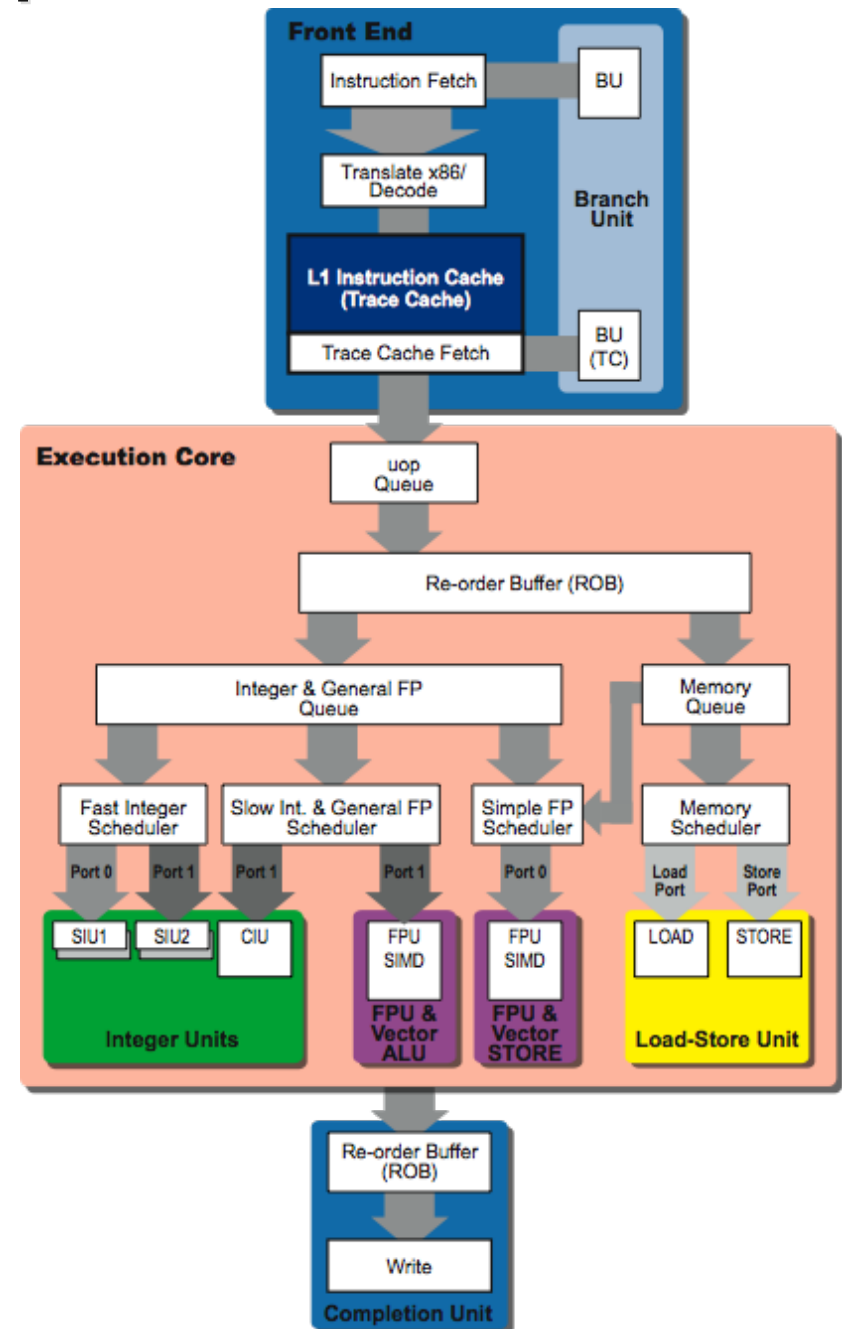 Front End
Instruction Fetch
BU
Translate x86/
Decode
Branch
Unit
L1 Instruction Cache
(Trace Cache)
Trace Cache Fetch
BU
(TC)
Execution Core
uop
Queue
Re-order Buffer (ROB)
Integer & General FP
Queue
Memory
Queue
Fast Integer
Scheduler
Slow Int. & General FP
Scheduler
Simple FP
Scheduler
Memory
Scheduler
Port 0
Port 1
Port 1
Port 1
Port 0
Load
Port
Store
Port
SIU1
SIU2
CIU
FPU
SIMD
FPU
SIMD
LOAD
STORE
Integer Units
FPU &
Vector
ALU
FPU &
Vector
STORE
Load-Store Unit
Re-order Buffer
(ROB)
Write
Completion Unit